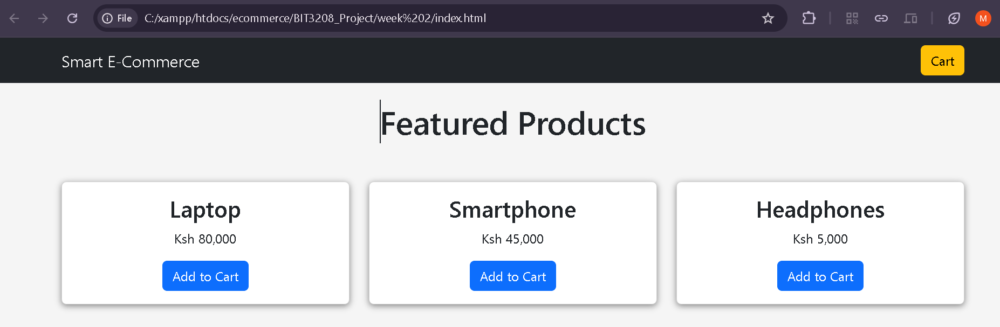 File C:/xampp/htdocs/ecommerce/BIT3208_Project/week%202/index.html
M
Smart E-Commerce
Cart
Featured Products
Laptop
Ksh 80,000
Add to Cart
Smartphone
Ksh 45,000
Add to Cart
Headphones
Ksh 5,000
Add to Cart